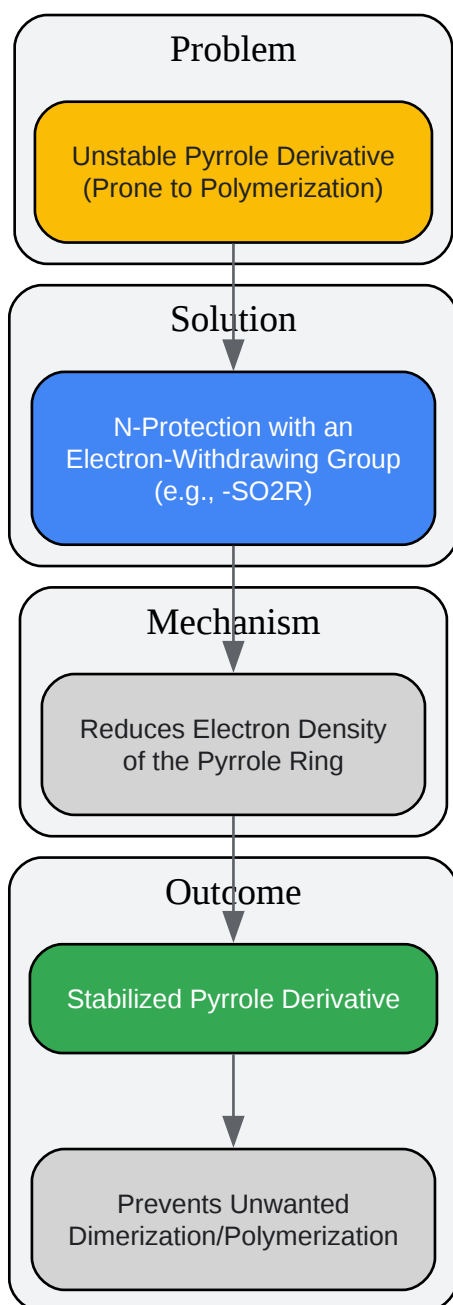 Problem
Unstable Pyrrole Derivative
(Prone to Polymerization)
Solution
N-Protection with an
Electron-Withdrawing Group
(e.g., -SO2R)
Mechanism
Reduces Electron Density
of the Pyrrole Ring
Outcome
Stabilized Pyrrole Derivative
Prevents Unwanted
Dimerization/Polymerization